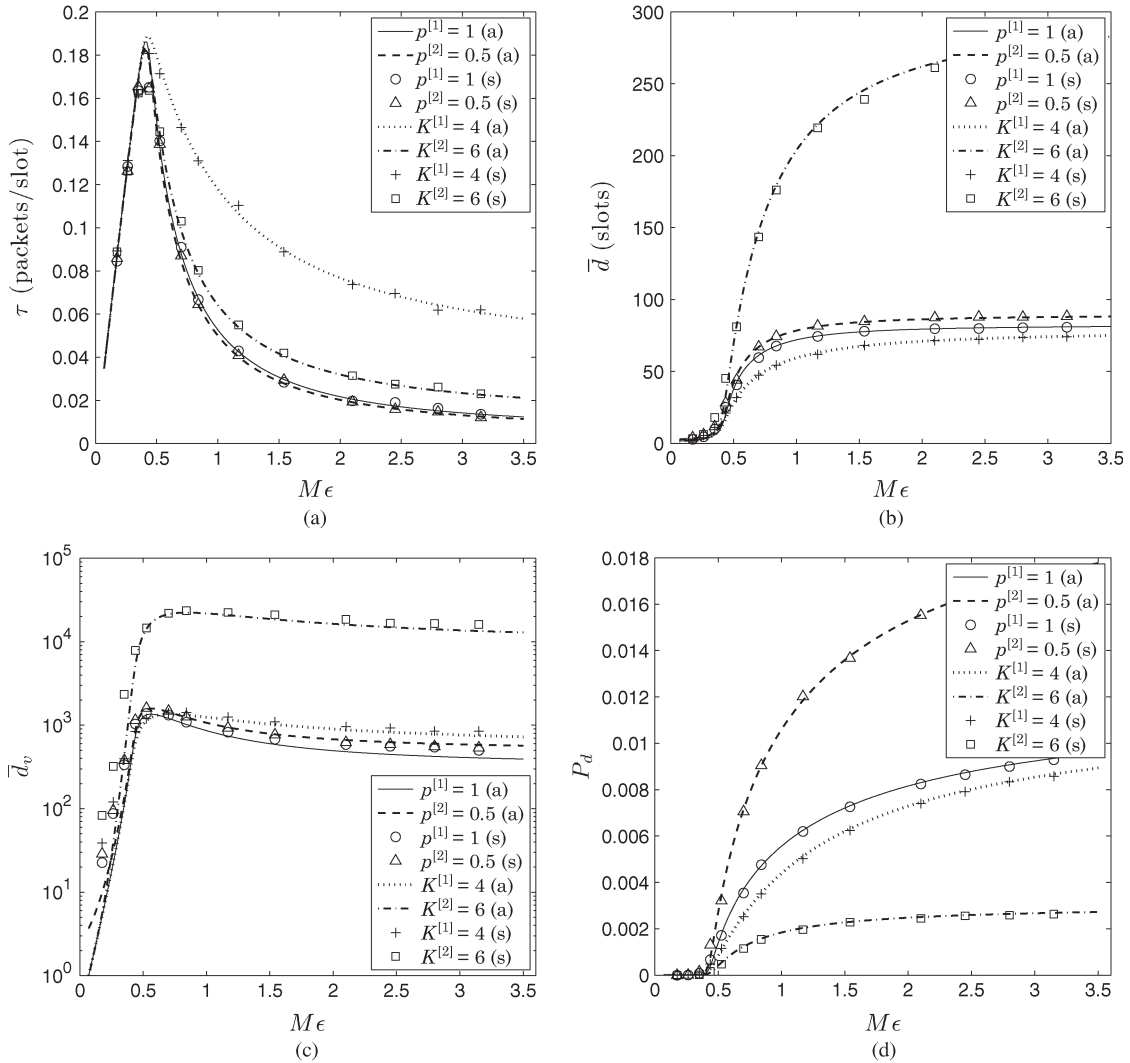 0.2
0.18
0.16
0.14
0.12
0.1
0.08
0.06
0.04
0.02
0
τ (packets/slot)
p[1] = 1 (a)
p[2] = 0.5 (a)
p[1] = 1 (s)
p[2] = 0.5 (s)
K[1] = 4 (a)
K[2] = 6 (a)
K[1] = 4 (s)
K[2] = 6 (s)
0 0.5 1 1.5 2 2.5 3 3.5
Mϵ
(a)
300
250
200
150
100
50
0
d̅ (slots)
p[1] = 1 (a)
p[2] = 0.5 (a)
p[1] = 1 (s)
p[2] = 0.5 (s)
K[1] = 4 (a)
K[2] = 6 (a)
K[1] = 4 (s)
K[2] = 6 (s)
0 0.5 1 1.5 2 2.5 3 3.5
Mϵ
(b)
10^5
10^4
10^3
10^2
10^1
10^0
d̅_v
p[1] = 1 (a)
p[2] = 0.5 (a)
p[1] = 1 (s)
p[2] = 0.5 (s)
K[1] = 4 (a)
K[2] = 6 (a)
K[1] = 4 (s)
K[2] = 6 (s)
0 0.5 1 1.5 2 2.5 3 3.5
Mϵ
(c)
0.018
0.016
0.014
0.012
0.01
0.008
0.006
0.004
0.002
0
P_d
p[1] = 1 (a)
p[2] = 0.5 (a)
p[1] = 1 (s)
p[2] = 0.5 (s)
K[1] = 4 (a)
K[2] = 6 (a)
K[1] = 4 (s)
K[2] = 6 (s)
0 0.5 1 1.5 2 2.5 3 3.5
Mϵ
(d)